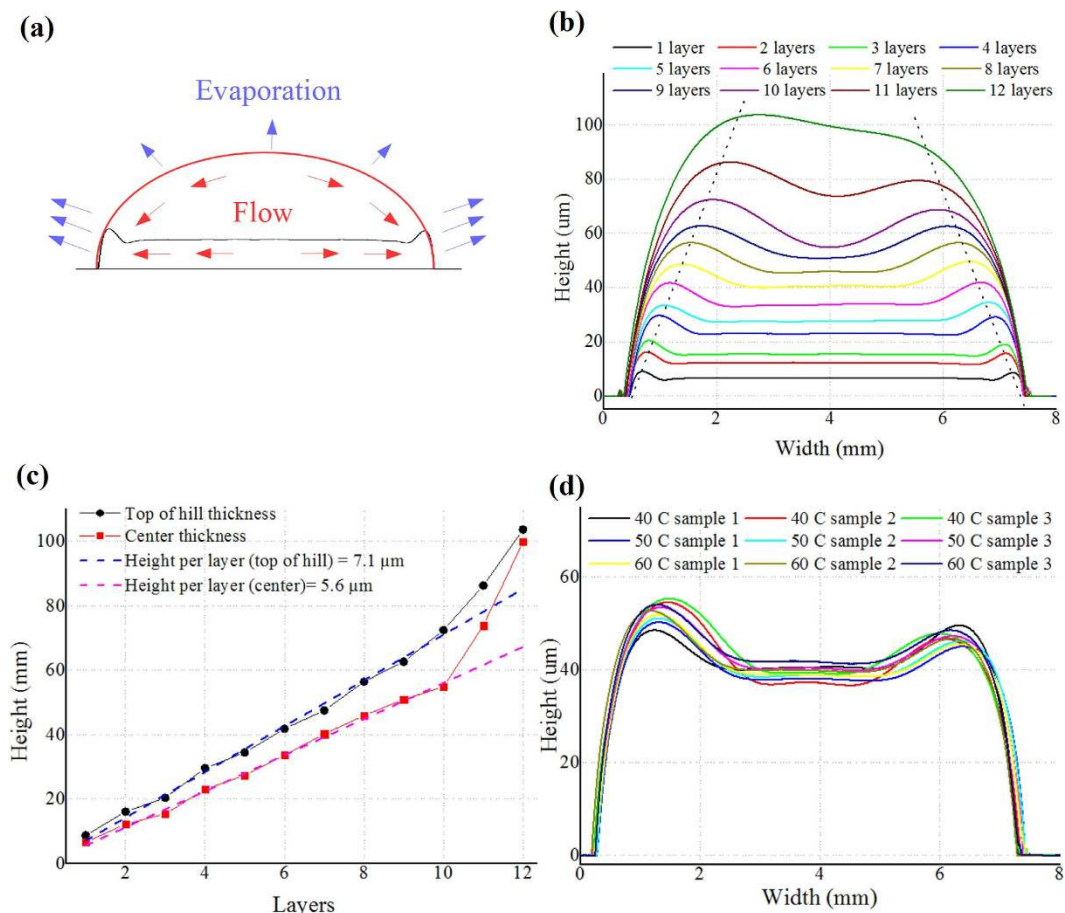 (a)
Evaporation
Flow
(b)
1 layer 2 layers 3 layers 4 layers
5 layers 6 layers 7 layers 8 layers
9 layers 10 layers 11 layers 12 layers
100
80
60
40
20
0
Height (um)
0 2 4 6 8
Width (mm)
(c)
Top of hill thickness
Center thickness
Height per layer (top of hill) = 7.1 µm
Height per layer (center)= 5.6 µm
100
80
60
40
20
0
Height (mm)
2 4 6 8 10 12
Layers
(d)
40 C sample 1 40 C sample 2 40 C sample 3
50 C sample 1 50 C sample 2 50 C sample 3
60 C sample 1 60 C sample 2 60 C sample 3
60
40
20
0
Height (um)
0 2 4 6 8
Width (mm)